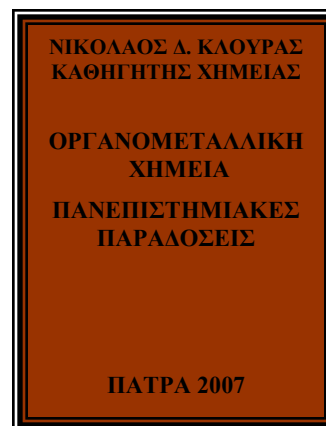 ΝΙΚΟΛΑΟΣ Δ. ΚΛΟΥΡΑΣ
ΚΑΘΗΓΗΤΗΣ ΧΗΜΕΙΑΣ
ΟΡΓΑΝΟΜΕΤΑΛΛΙΚΗ
ΧΗΜΕΙΑ
ΠΑΝΕΠΙΣΤΗΜΙΑΚΕΣ
ΠΑΡΑΔΟΣΕΙΣ
ΠΑΤΡΑ 2007